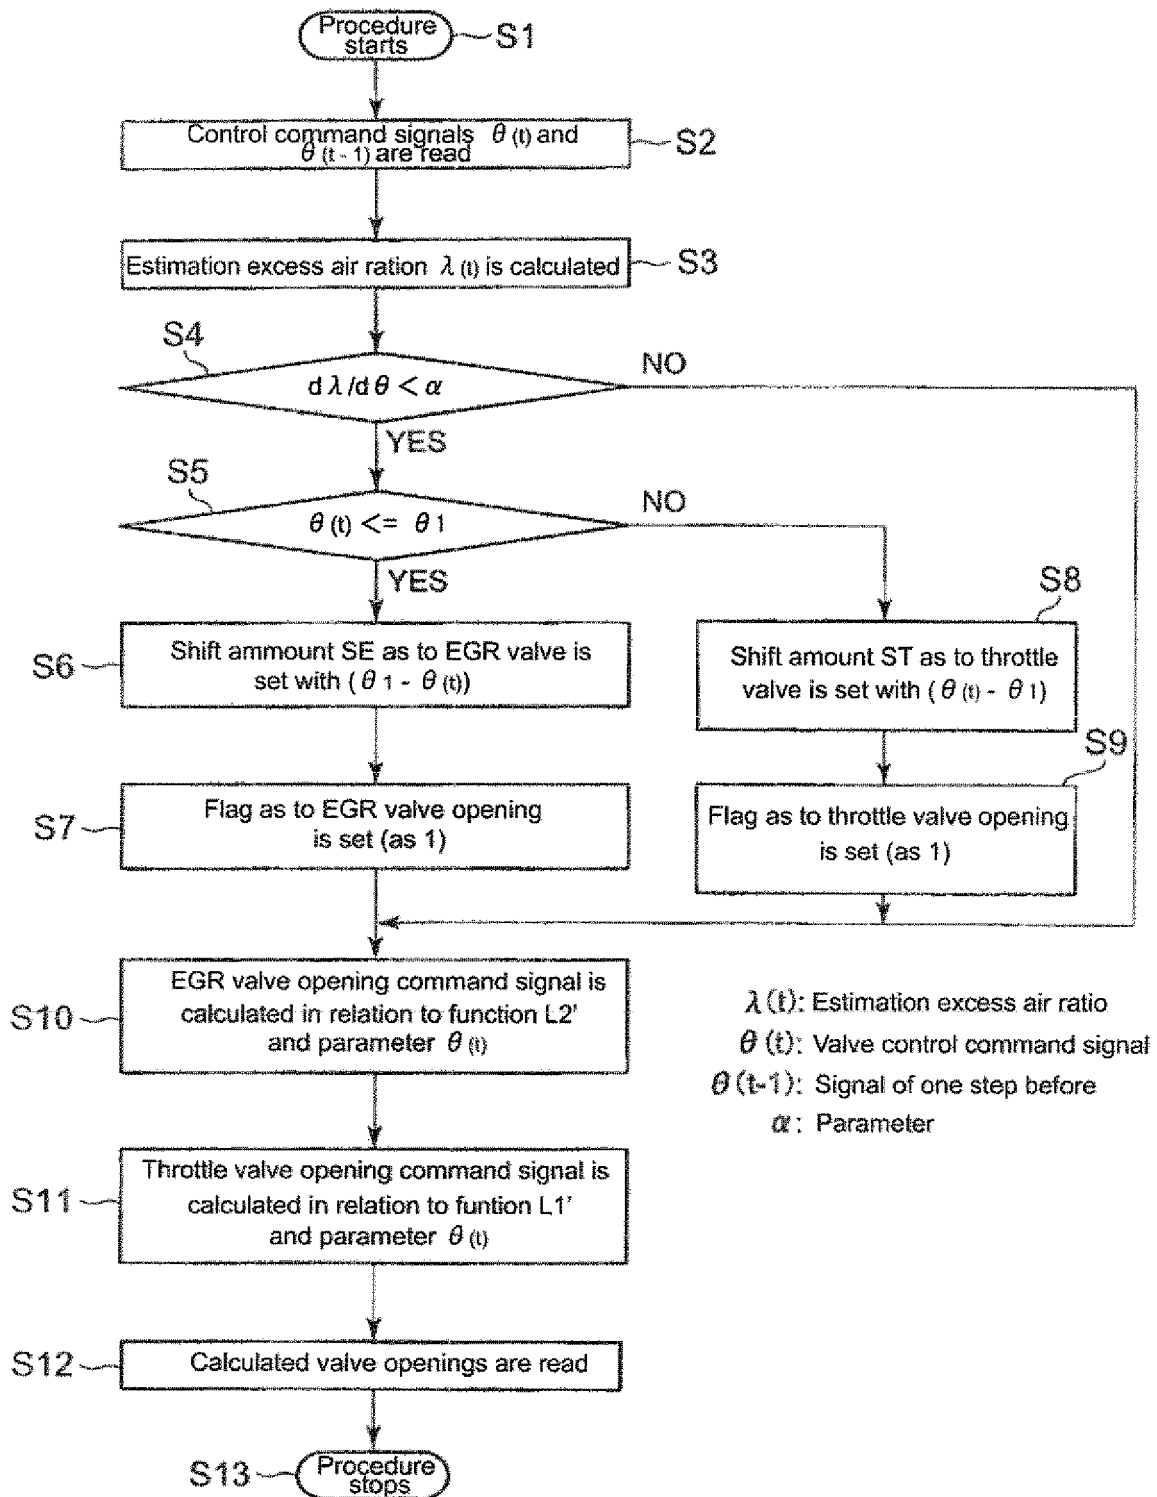 Procedure
starts
S1
Control command signals θ(t) and
θ(t - 1) are read
S2
Estimation excess air ration λ(t) is calculated
S3
S4
dλ/dθ < α
NO
YES
S5
θ(t) <= θ1
NO
YES
S6
Shift ammount SE as to EGR valve is
set with (θ1 - θ(t))
S8
Shift amount ST as to throttle
valve is set with (θ(t) - θ1)
S7
Flag as to EGR valve opening
is set (as 1)
S9
Flag as to throttle valve opening
is set (as 1)
S10
EGR valve opening command signal is
calculated in relation to function L2'
and parameter θ(t)
λ(t): Estimation excess air ratio
θ(t): Valve control command signal
θ(t-1): Signal of one step before
α: Parameter
S11
Throttle valve opening command signal is
calculated in relation to funtion L1'
and parameter θ(t)
S12
Calculated valve openings are read
S13
Procedure
stops